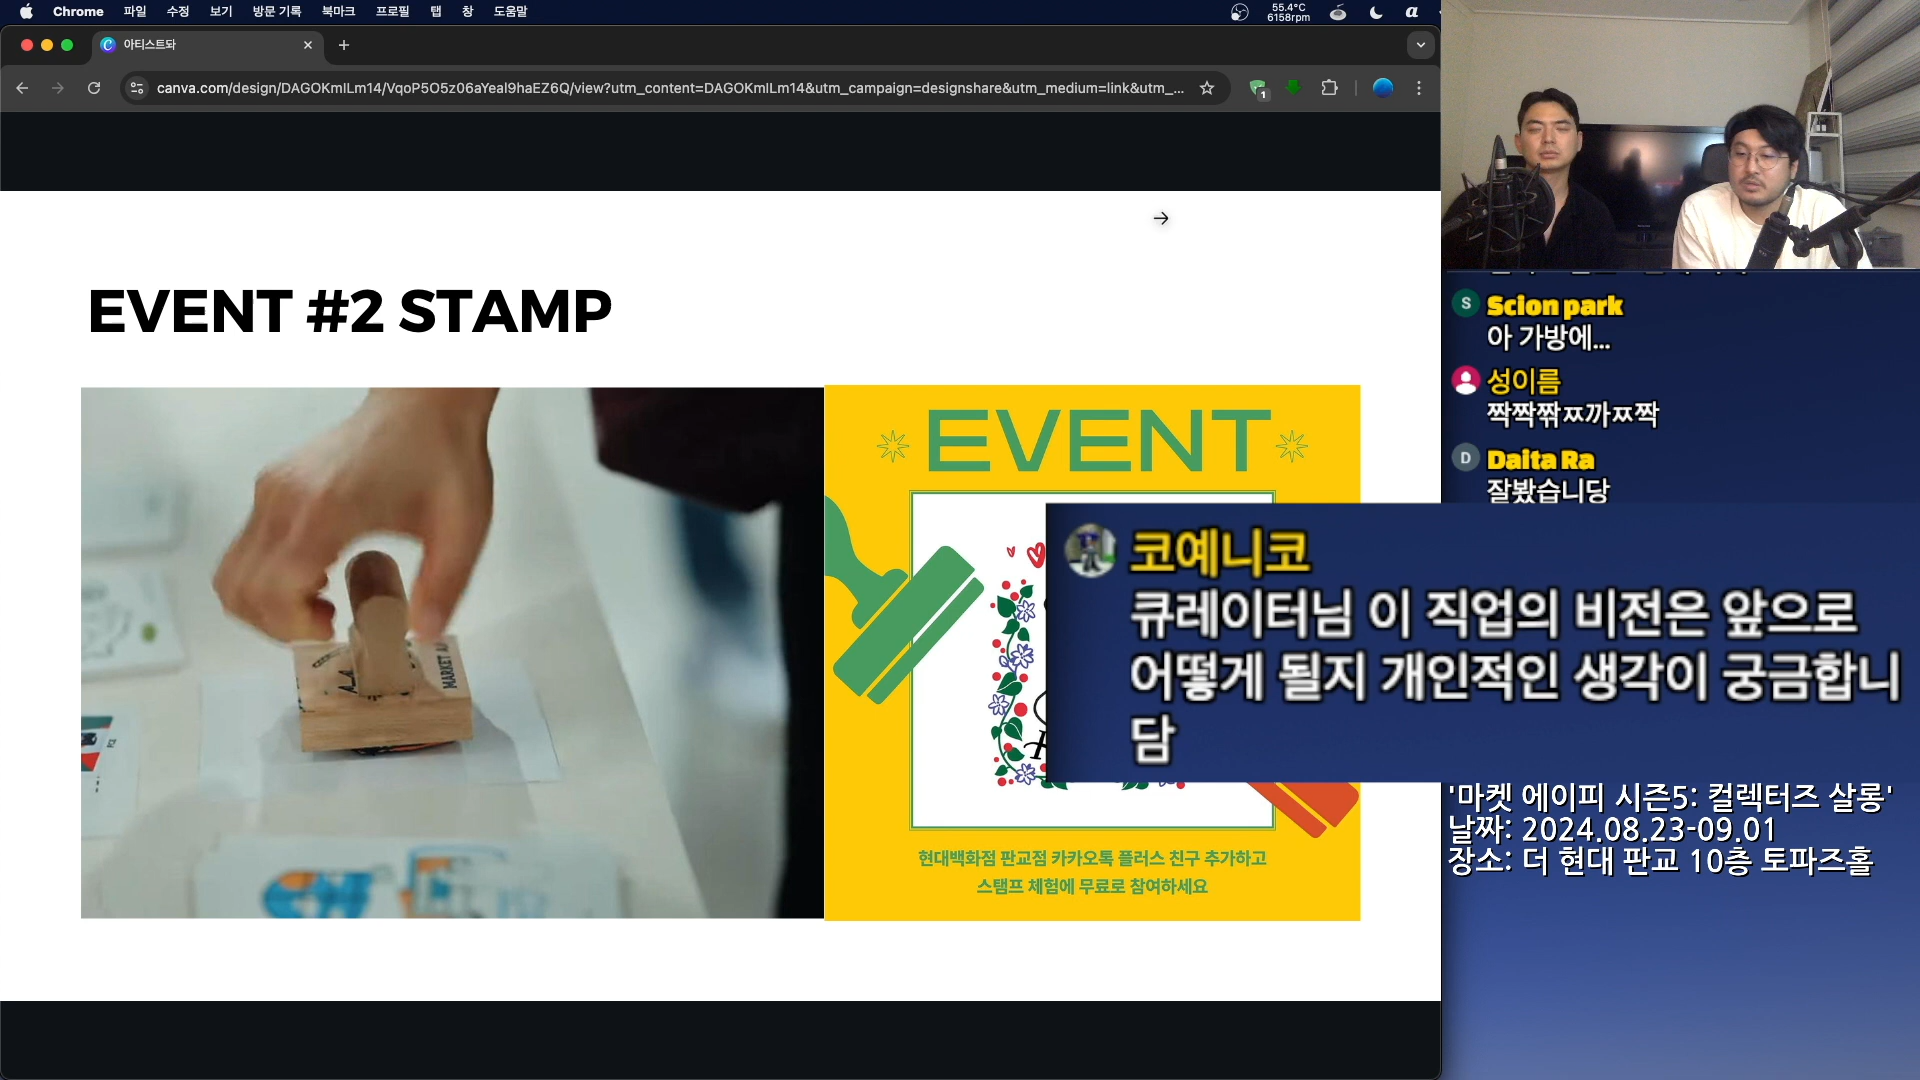 Chrome 파일 수정 보기 방문 기록 북마크 프로필 탭 창 도움말
55.4°C
6158rpm
아티스트돠
canva.com/design/DAGOKmlLm14/VqoP5O5z06aYeal9haEZ6Q/view?utm_content=DAGOKmlLm14&utm_campaign=designshare&utm_medium=link&utm_...
1
EVENT #2 STAMP
MARKET A
EVENT
현대백화점 판교점 카카오톡 플러스 친구 추가하고
스탬프 체험에 무료로 참여하세요
S Scion park
아 가방에...
성이름
짝짝짞ㅉ까ㅉ짝
D Daita Ra
잘봤습니당
코예니코
큐레이터님 이 직업의 비전은 앞으로
어떻게 될지 개인적인 생각이 궁금합니
담
'마켓 에이피 시즌5: 컬렉터즈 살롱'
날짜: 2024.08.23-09.01
장소: 더 현대 판교 10층 토파즈홀